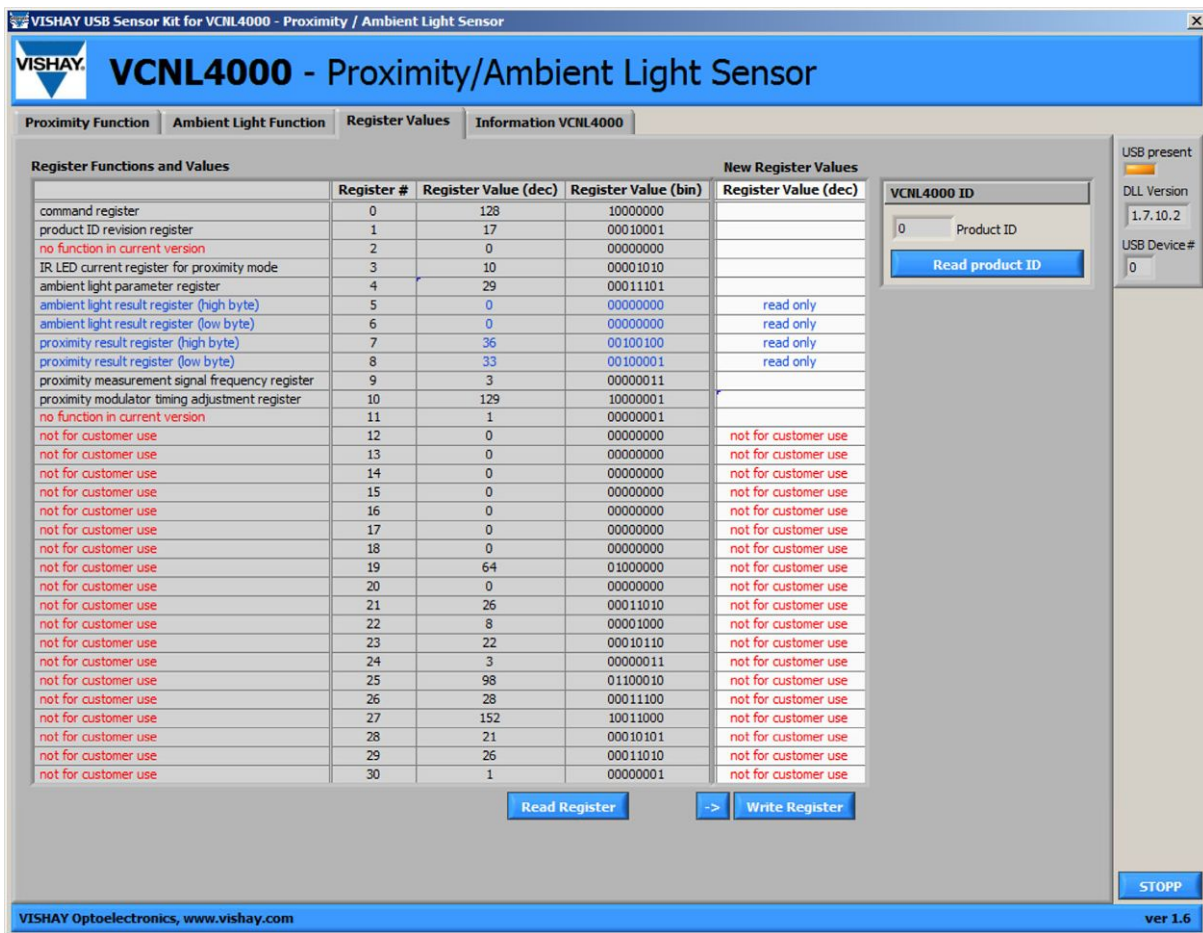 VISHAY USB Sensor Kit for VCNL4000 - Proximity / Ambient Light Sensor
VISHAY.
VCNL4000 - Proximity/Ambient Light Sensor
Proximity Function Ambient Light Function Register Values Information VCNL4000
Register Functions and Values New Register Values
Register # Register Value (dec) Register Value (bin) Register Value (dec)
command register 0 128 10000000
product ID revision register 1 17 00010001
no function in current version 2 0 00000000
IR LED current register for proximity mode 3 10 00001010
ambient light parameter register 4 29 00011101
ambient light result register (high byte) 5 0 00000000 read only
ambient light result register (low byte) 6 0 00000000 read only
proximity result register (high byte) 7 36 00100100 read only
proximity result register (low byte) 8 33 00100001 read only
proximity measurement signal frequency register 9 3 00000011
proximity modulator timing adjustment register 10 129 10000001
no function in current version 11 1 00000001
not for customer use 12 0 00000000 not for customer use
not for customer use 13 0 00000000 not for customer use
not for customer use 14 0 00000000 not for customer use
not for customer use 15 0 00000000 not for customer use
not for customer use 16 0 00000000 not for customer use
not for customer use 17 0 00000000 not for customer use
not for customer use 18 0 00000000 not for customer use
not for customer use 19 64 01000000 not for customer use
not for customer use 20 0 00000000 not for customer use
not for customer use 21 26 00011010 not for customer use
not for customer use 22 8 00001000 not for customer use
not for customer use 23 22 00010110 not for customer use
not for customer use 24 3 00000011 not for customer use
not for customer use 25 98 01100010 not for customer use
not for customer use 26 28 00011100 not for customer use
not for customer use 27 152 10011000 not for customer use
not for customer use 28 21 00010101 not for customer use
not for customer use 29 26 00011010 not for customer use
not for customer use 30 1 00000001 not for customer use
Read Register -> Write Register
VCNL4000 ID
0 Product ID
Read product ID
USB present
DLL Version
1.7.10.2
USB Device#
0
STOPP
VISHAY Optoelectronics, www.vishay.com ver 1.6